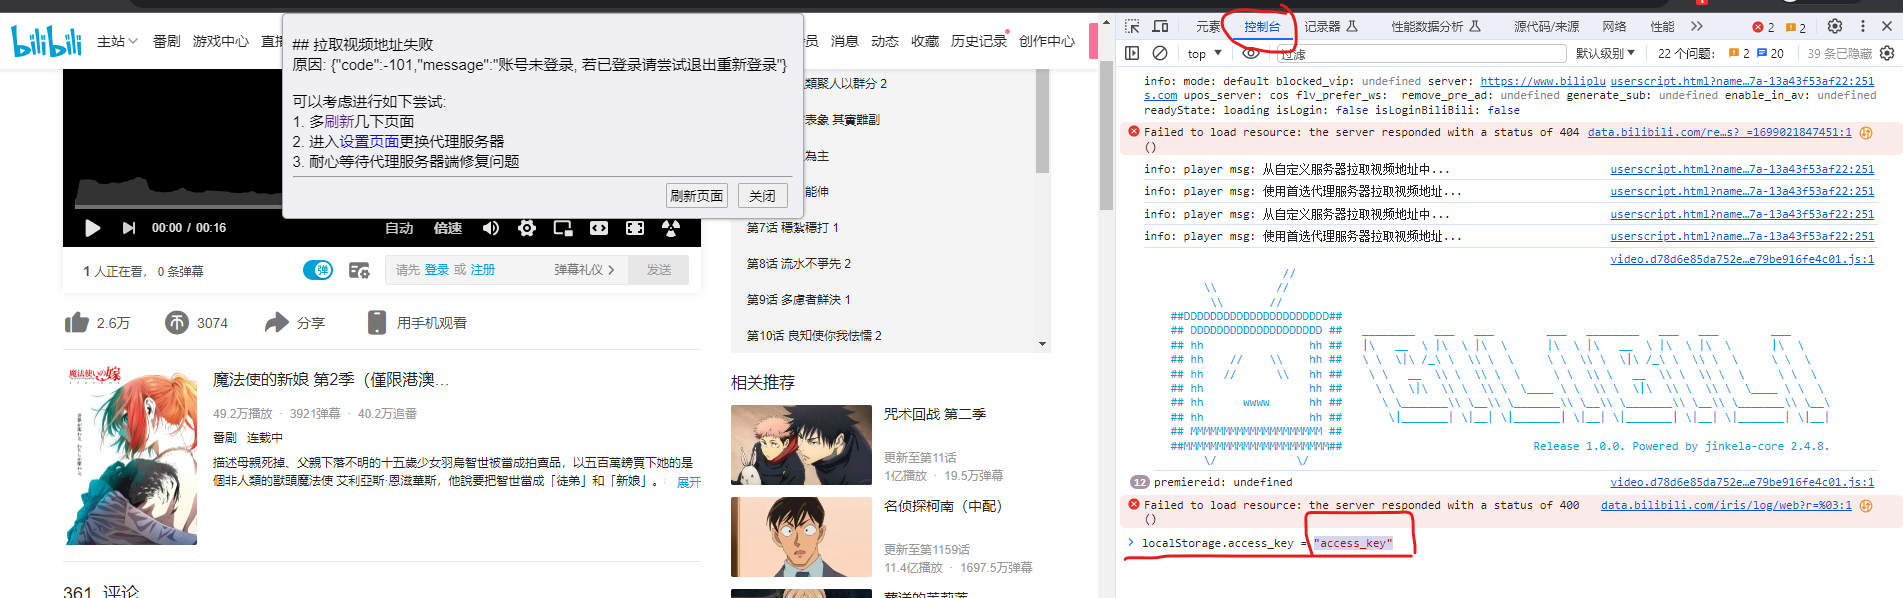 bilibili 主站 番剧 游戏中心 直播
消息 动态 收藏 历史记录 创作中心
## 拉取视频地址失败
原因: {"code":-101,"message":"账号未登录, 若已登录请尝试退出重新登录"}
可以考虑进行如下尝试:
1. 多刷新几下页面
2. 进入设置页面更换代理服务器
3. 耐心等待代理服务器端修复问题
刷新页面 关闭
00:00 / 00:16 自动 倍速
1 人正在看, 0 条弹幕 弹 请先 登录 或 注册 弹幕礼仪 > 发送
2.6万 3074 分享 用手机观看
魔法使的新娘 第2季（僅限港澳...
49.2万播放 · 3921弹幕 · 40.2万追番
番剧 连载中
描述母親死掉、父親下落不明的十五歲少女羽鳥智世被當成拍賣品，以五百萬鎊買下她的是
個非人類的獸頭魔法使 艾利亞斯·恩滋華斯，他說要把智世當成「徒弟」和「新娘」。 展开
361 评论
類聚人以群分 2
表象 其實難副
為主
能伸
第7话 穩紮穩打 1
第8话 流水不爭先 2
第9话 多慮者鮮決 1
第10话 良知使你我怯懦 2
相关推荐
咒术回战 第二季
更新至第11话
1亿播放 · 19.5万弹幕
名侦探柯南（中配）
更新至第1159话
11.4亿播放 · 1697.5万弹幕
元素 控制台 记录器 性能数据分析 源代码/来源 网络 性能 2 2
top 过滤 默认级别 22 个问题: 2 20 39 条已隐藏
info: mode: default blocked_vip: undefined server: https://www.biliplu userscript.html?name…7a-13a43f53af22:251
s.com upos_server: cos flv_prefer_ws: remove_pre_ad: undefined generate_sub: undefined enable_in_av: undefined
readyState: loading isLogin: false isLoginBiliBili: false
Failed to load resource: the server responded with a status of 404 data.bilibili.com/re…s?_=1699021847451:1
()
info: player msg: 从自定义服务器拉取视频地址中... userscript.html?name…7a-13a43f53af22:251
info: player msg: 使用首选代理服务器拉取视频地址... userscript.html?name…7a-13a43f53af22:251
info: player msg: 从自定义服务器拉取视频地址中... userscript.html?name…7a-13a43f53af22:251
info: player msg: 使用首选代理服务器拉取视频地址... userscript.html?name…7a-13a43f53af22:251
video.d78d6e85da752e…e79be916fe4c01.js:1
Release 1.0.0. Powered by jinkela-core 2.4.8.
12 premiereid: undefined video.d78d6e85da752e…e79be916fe4c01.js:1
Failed to load resource: the server responded with a status of 400 data.bilibili.com/iris/log/web?r=%03:1
()
> localStorage.access_key = "access_key"